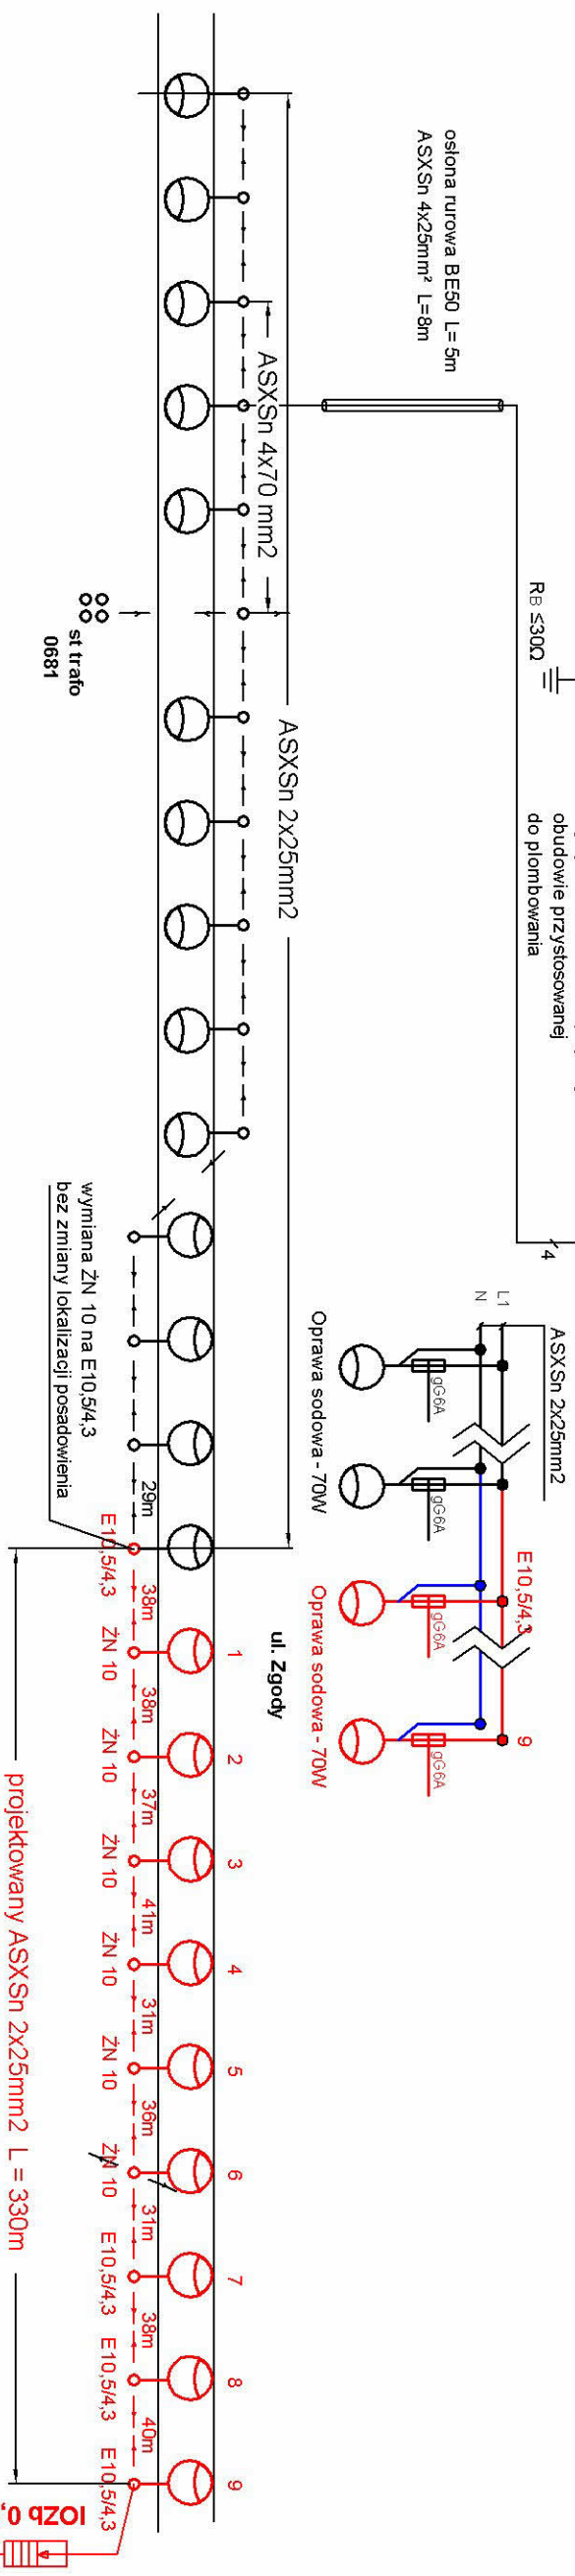 osłona rurowa BE50 L= 5m
ASXSn 4x25mm² L=8m
RB ≤30Ω
obudowie przystosowanej
do plombowania
4
ASXSn 4x70 mm2
ASXSn 2x25mm2
st trafo
0681
ASXSn 2x25mm2
L1
N
gG6A
gG6A
gG6A
gG6A
E10,5/4,3
9
Oprawa sodowa - 70W
Oprawa sodowa - 70W
ul. Zgody
wymiana ŻN 10 na E10,5/4,3
bez zmiany lokalizacji posadowienia
1
2
3
4
5
6
7
8
9
29m
38m
38m
37m
41m
31m
36m
31m
38m
40m
E10,5/4,3
ŻN 10
ŻN 10
ŻN 10
ŻN 10
ŻN 10
ŻN 10
E10,5/4,3
E10,5/4,3
E10,5/4,3
projektowany ASXSn 2x25mm2 L = 330m
IOZb 0,